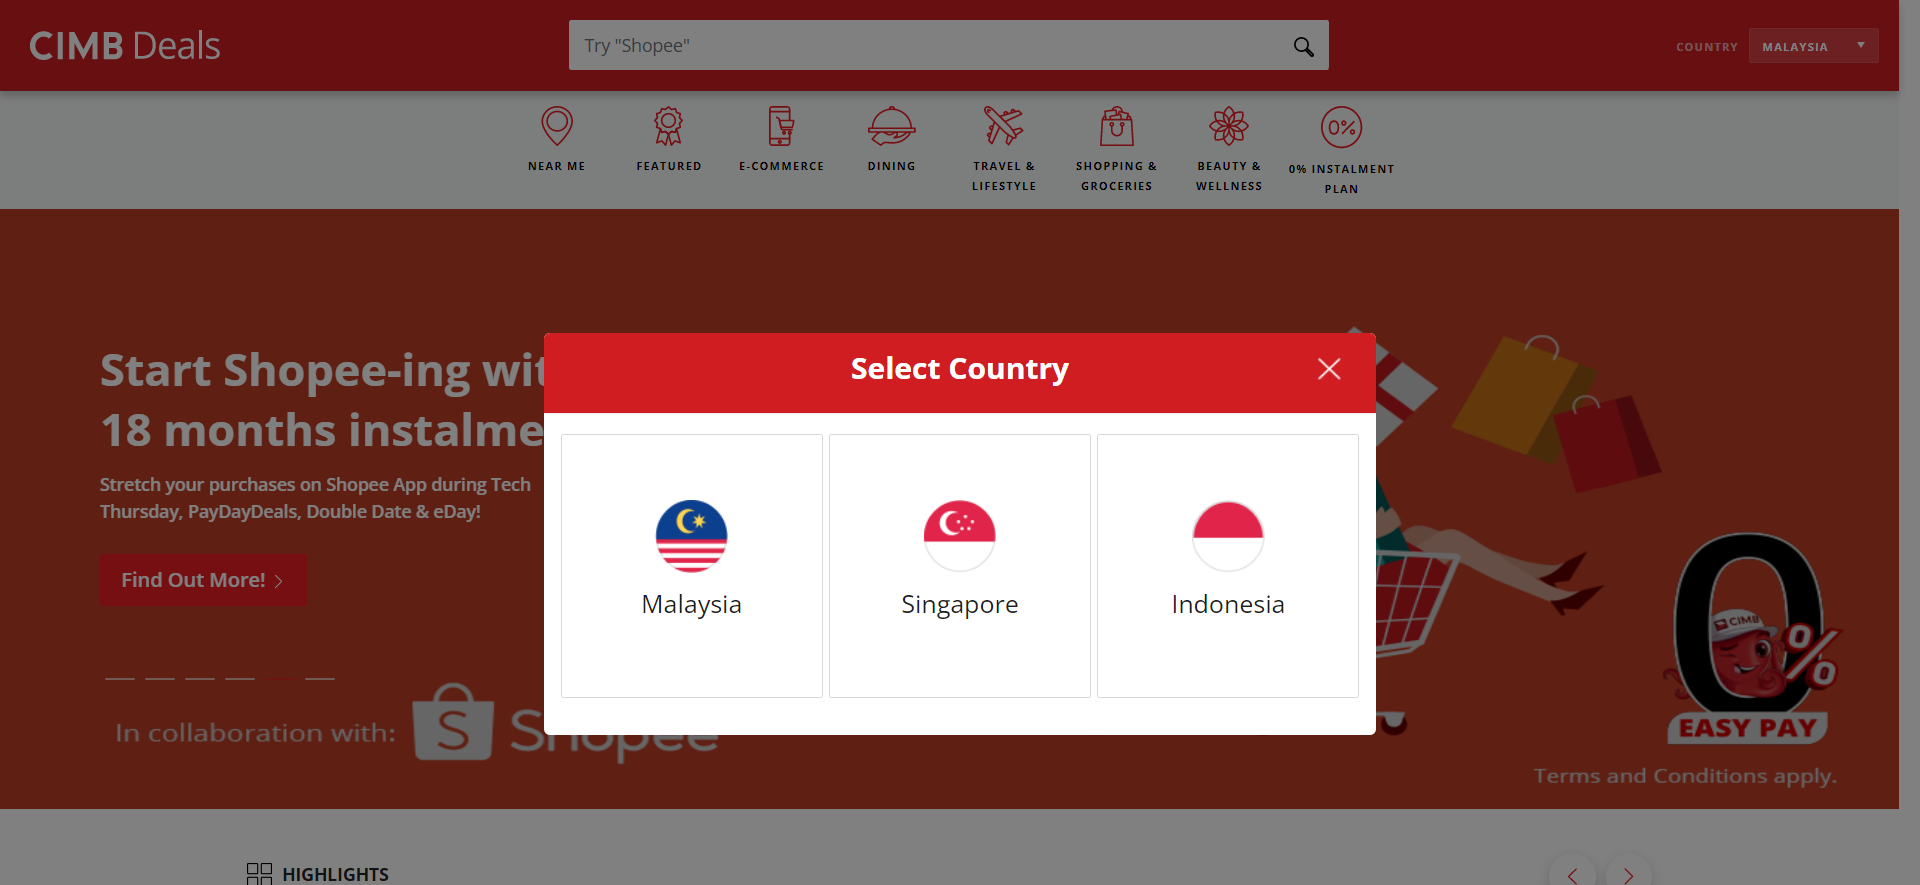 CIMB Deals
Try "Shopee"
COUNTRY
MALAYSIA
NEAR ME
FEATURED
E-COMMERCE
DINING
TRAVEL &
LIFESTYLE
SHOPPING &
GROCERIES
BEAUTY &
WELLNESS
0%
0% INSTALMENT
PLAN
Start Shopee-ing wit
18 months instalme
Stretch your purchases on Shopee App during Tech
Thursday, PayDayDeals, Double Date & eDay!
Find Out More!
In collaboration with:
S Shopee
Select Country
Malaysia
Singapore
Indonesia
CIMB
0%
EASY PAY
Terms and Conditions apply.
HIGHLIGHTS